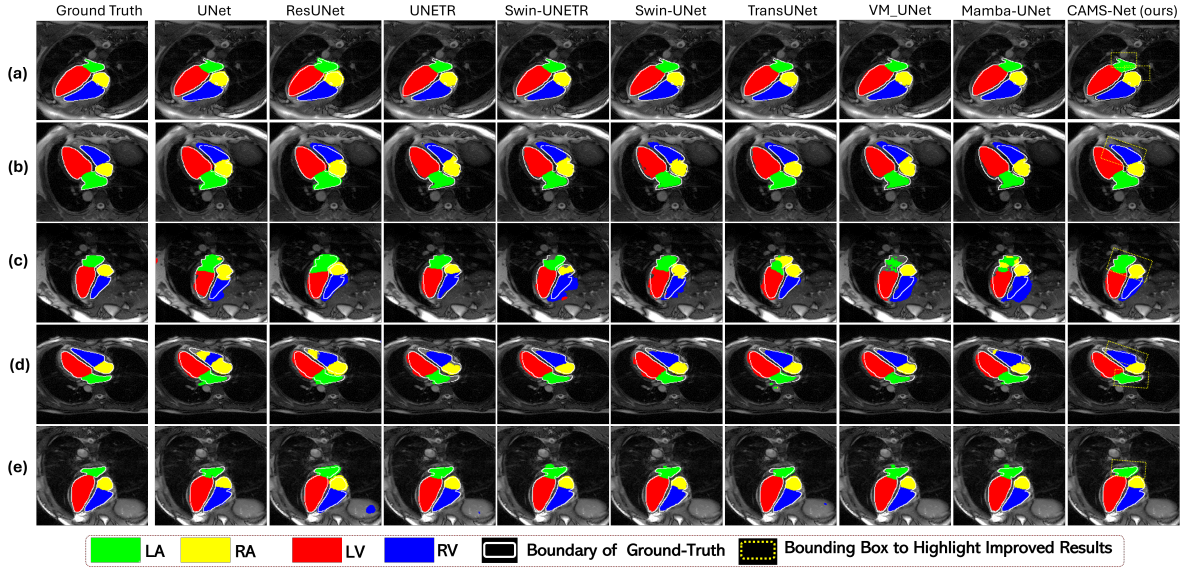 Ground Truth UNet ResUNet UNETR Swin-UNETR Swin-UNet TransUNet VM_UNet Mamba-UNet CAMS-Net (ours)
(a)
(b)
(c)
(d)
(e)
LA RA LV RV Boundary of Ground-Truth Bounding Box to Highlight Improved Results